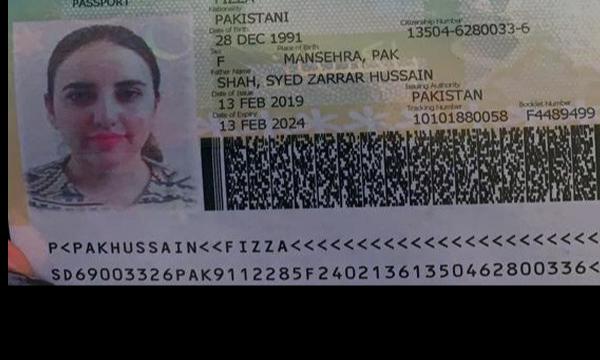 PASSPORT
FIZZA
Nationality
PAKISTANI
Date of Birth
Citizenship Number
28 DEC 1991
13504-6280033-6
Sex
Place of Birth
F
MANSEHRA, PAK
Father Name
SHAH, SYED ZARRAR HUSSAIN
Date of Issue
Issuing Authority
13 FEB 2019
PAKISTAN
Date of Expiry
Tracking Number
Booklet Number
13 FEB 2024
10101880058
F4489499
P<PAKHUSSAIN<<FIZZA<<<<<<<<<<<<<<<<<<<<<<<
SD69003326PAK9112285F24021361350462800336<